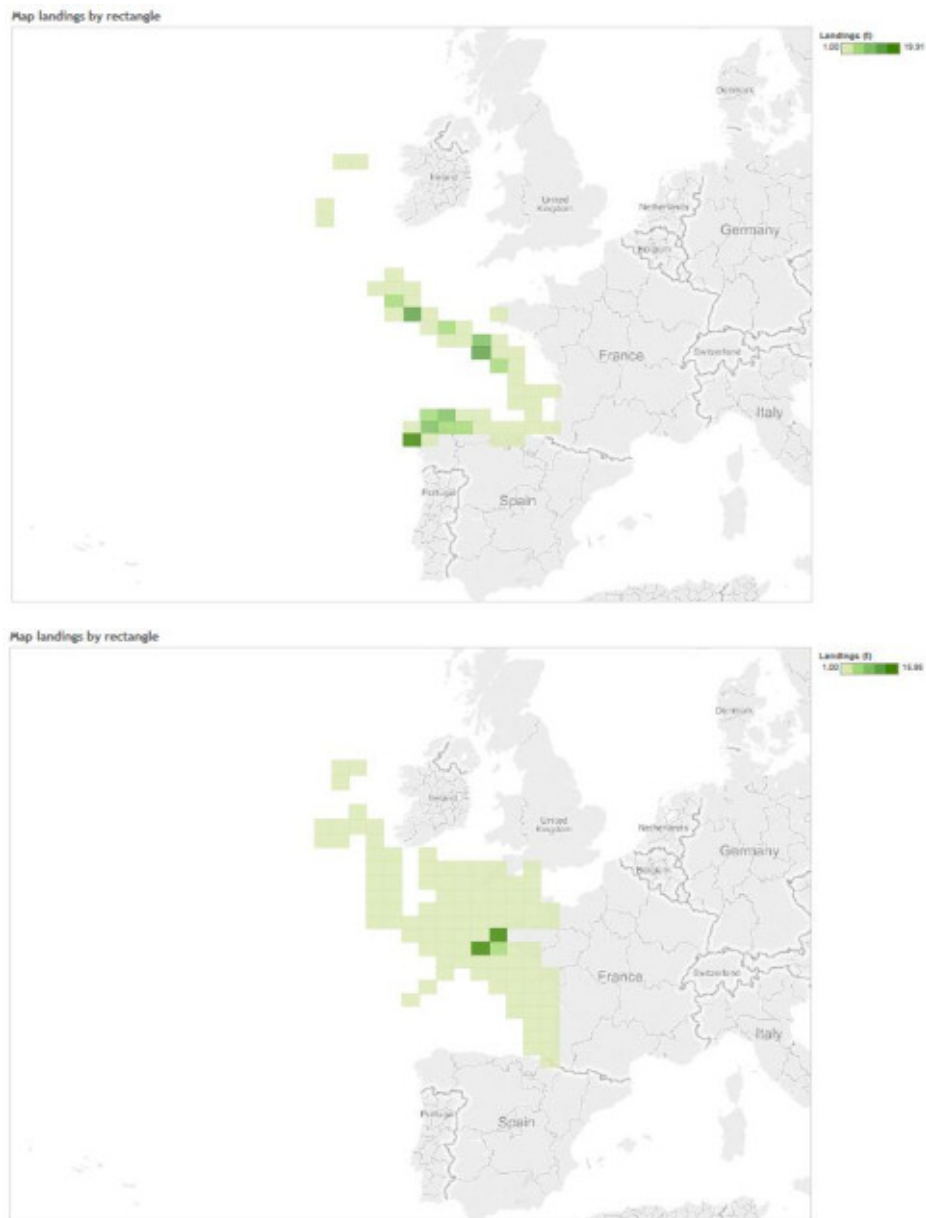 Map landings by rectangle
Landings (t)
1.00 19.91
Denmark
Ireland
United
Kingdom
Netherlands
Belgium
Germany
France
Switzerland
Italy
Portugal
Spain
Map landings by rectangle
Landings (t)
1.00
Denmark
Ireland
United
Kingdom
Netherlands
Belgium
Germany
France
Switzerland
Italy
Portugal
Spain